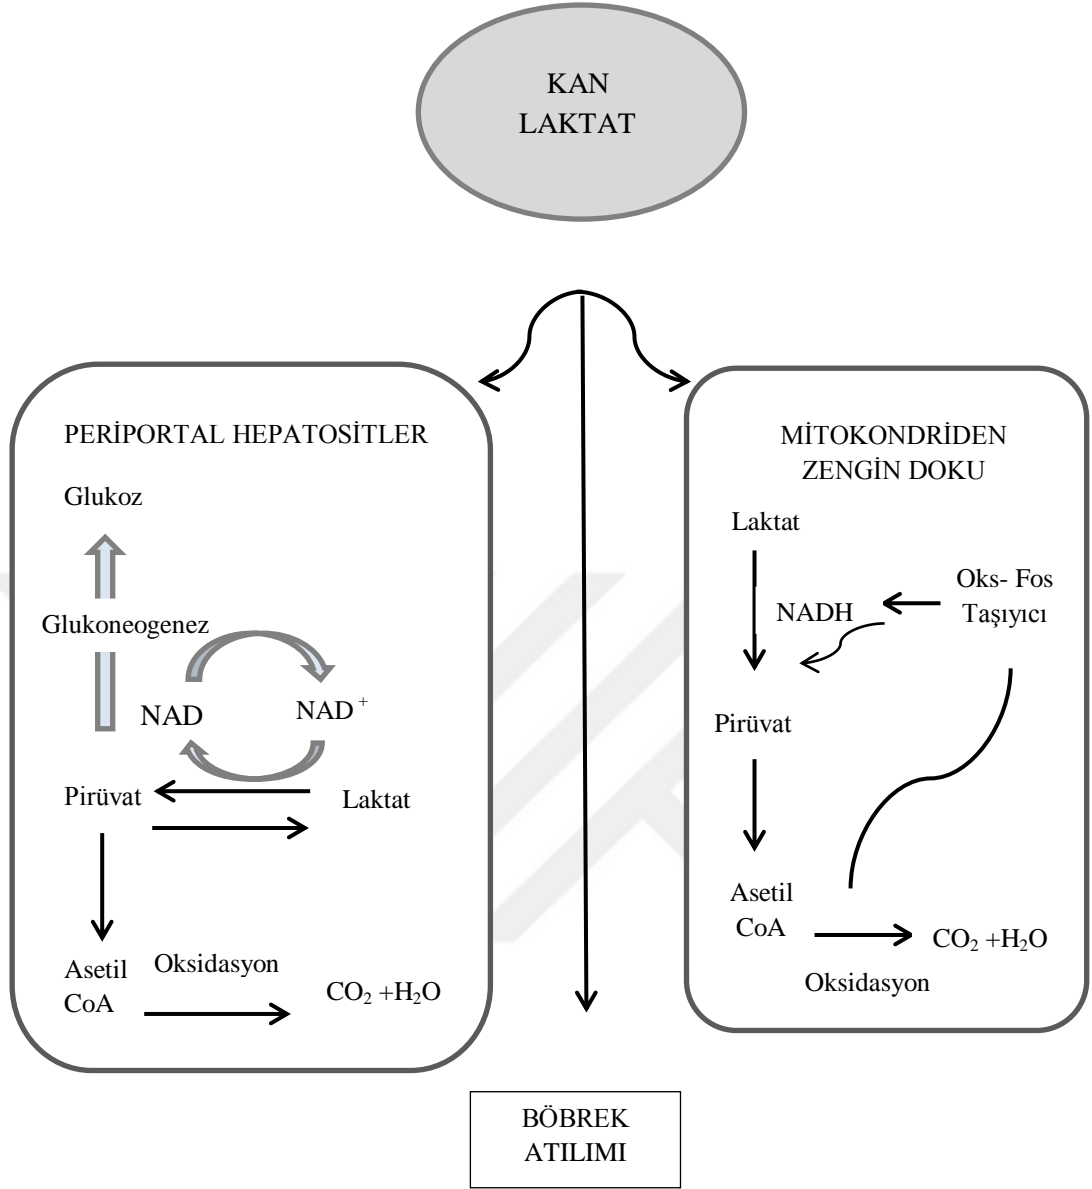 KAN
LAKTAT
PERİPORTAL HEPATOSİTLER
Glukoz
Glukoneogenez
NAD
NAD⁺
Pirüvat
Laktat
Asetil
CoA
Oksidasyon
CO₂ +H₂O
MİTOKONDRİDEN
ZENGİN DOKU
Laktat
Oks- Fos
Taşıyıcı
NADH
Pirüvat
Asetil
CoA
CO₂ +H₂O
Oksidasyon
BÖBREK
ATILIMI